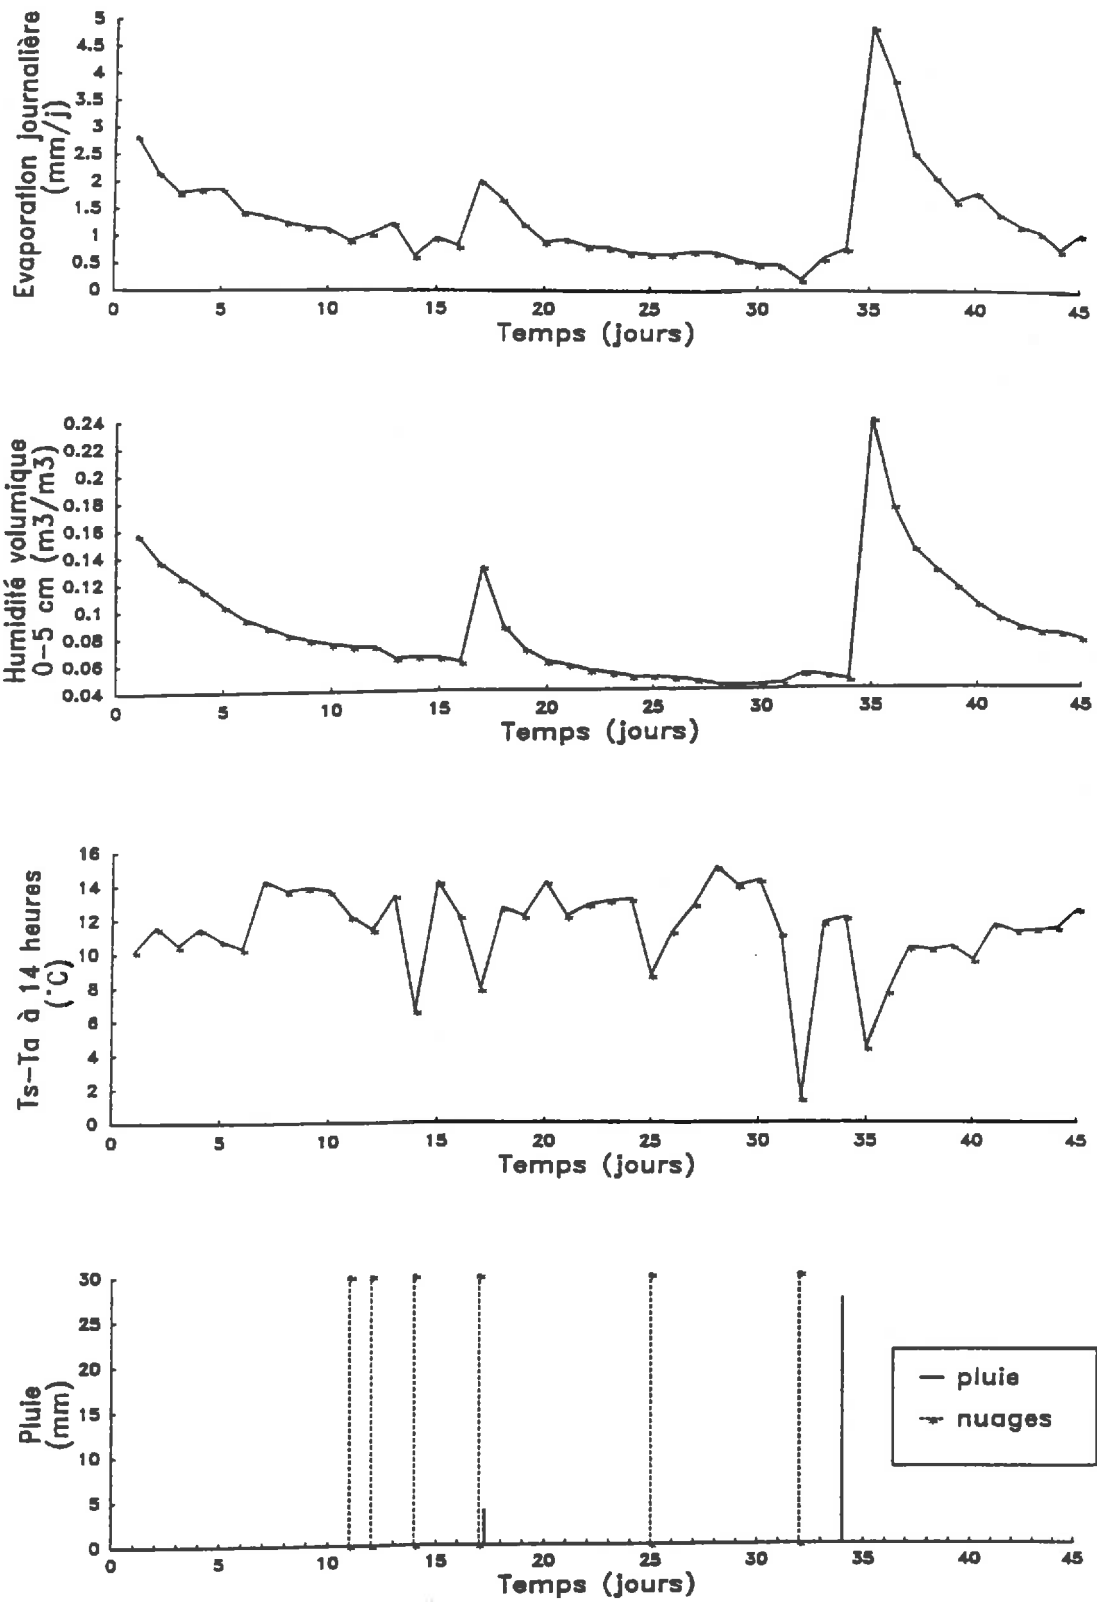 Evaporation journalière
(mm/j)
5
4.5
4
3.5
3
2.5
2
1.5
1
0.5
0
0 5 10 15 20 25 30 35 40 45
Temps (jours)
Humidité volumique
0-5 cm (m3/m3)
0.24
0.22
0.2
0.18
0.16
0.14
0.12
0.1
0.08
0.06
0.04
0 5 10 15 20 25 30 35 40 45
Temps (jours)
Ts-Ta à 14 heures
(°C)
16
14
12
10
8
6
4
2
0
0 5 10 15 20 25 30 35 40 45
Temps (jours)
Pluie
(mm)
30
25
20
15
10
5
0
0 5 10 15 20 25 30 35 40 45
Temps (jours)
pluie
nuages